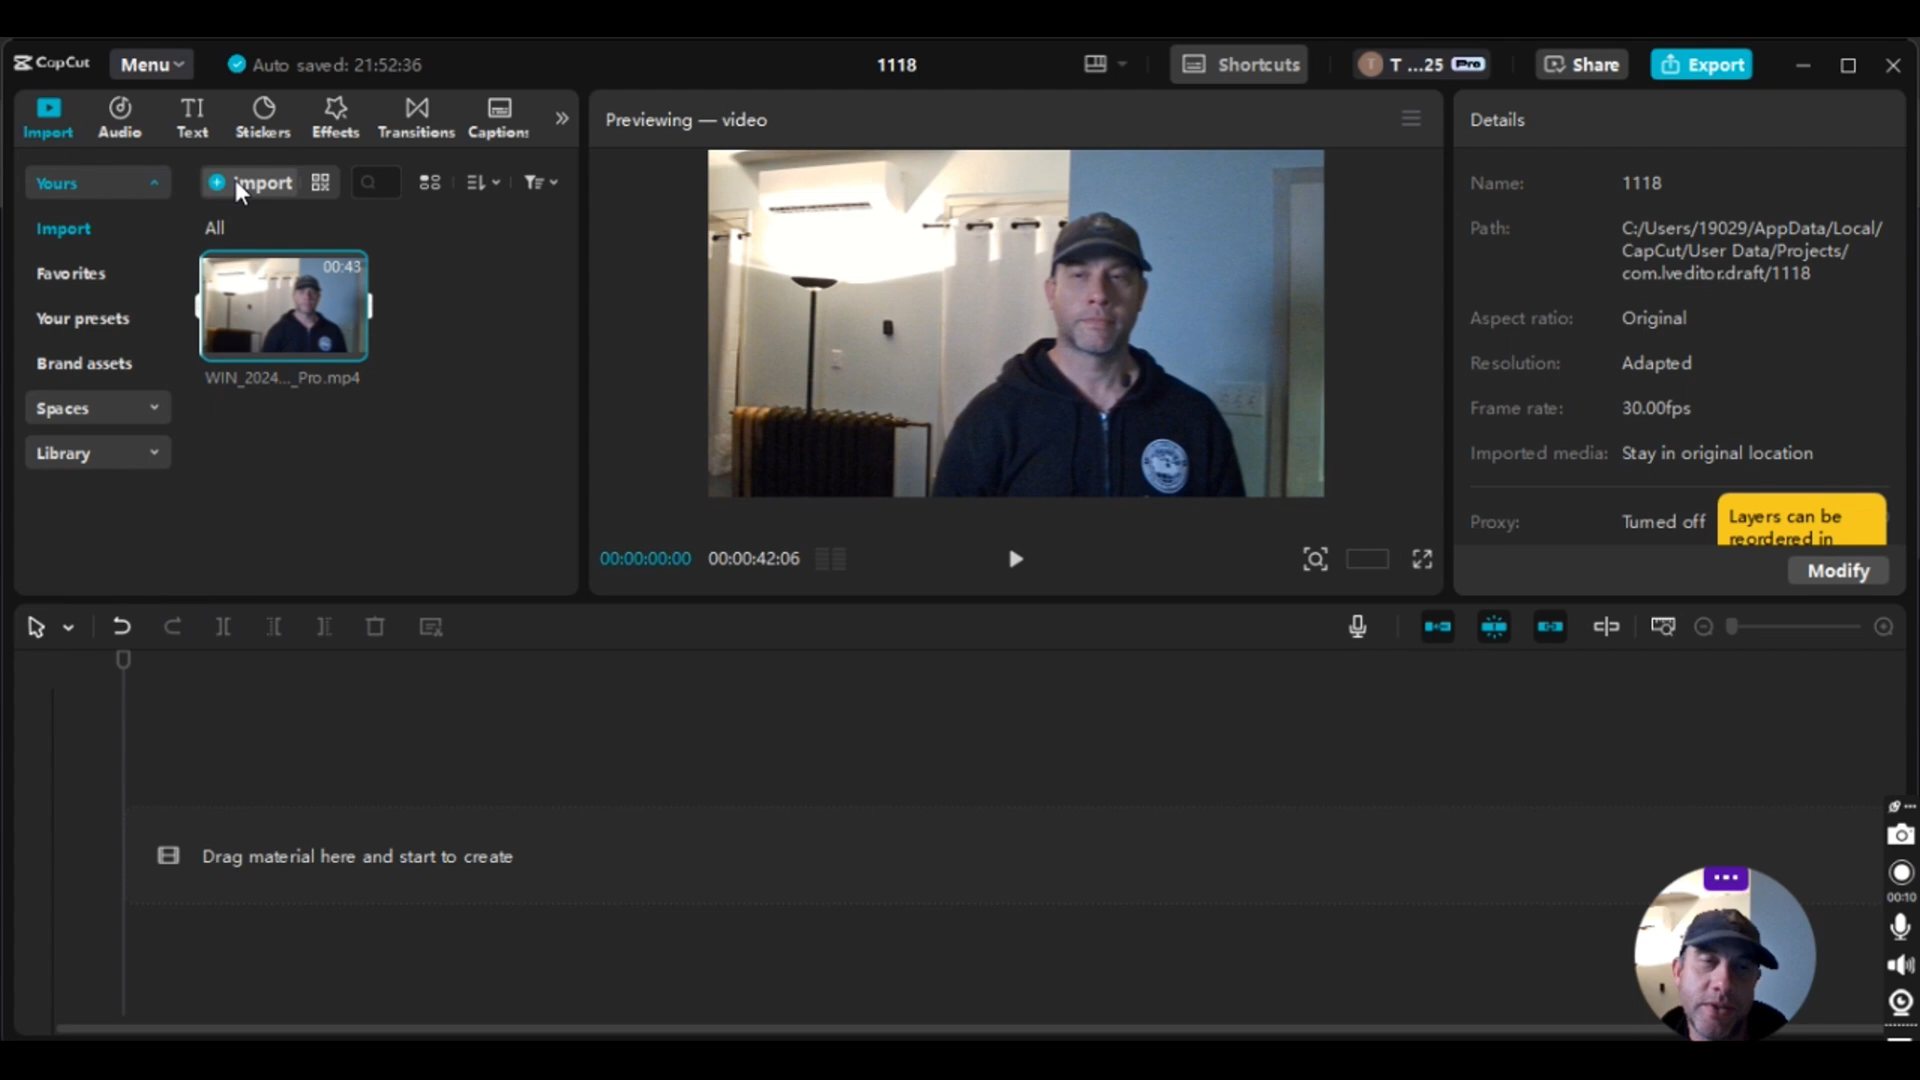 CapCut
Menu
Auto saved: 21:52:36
1118
Shortcuts
T ...25 Pro
Share
Export
Import
Audio
Text
Stickers
Effects
Transitions
Captions
Previewing — video
Details
Yours
Import
All
Import
Favorites
Your presets
Brand assets
Spaces
Library
00:43
WIN_2024..._Pro.mp4
Name: 1118
Path: C:/Users/19029/AppData/Local/
CapCut/User Data/Projects/
com.lveditor.draft/1118
Aspect ratio: Original
Resolution: Adapted
Frame rate: 30.00fps
Imported media: Stay in original location
Proxy: Turned off
Layers can be
reordered in
Modify
00:00:00:00 00:00:42:06
Drag material here and start to create
00:10